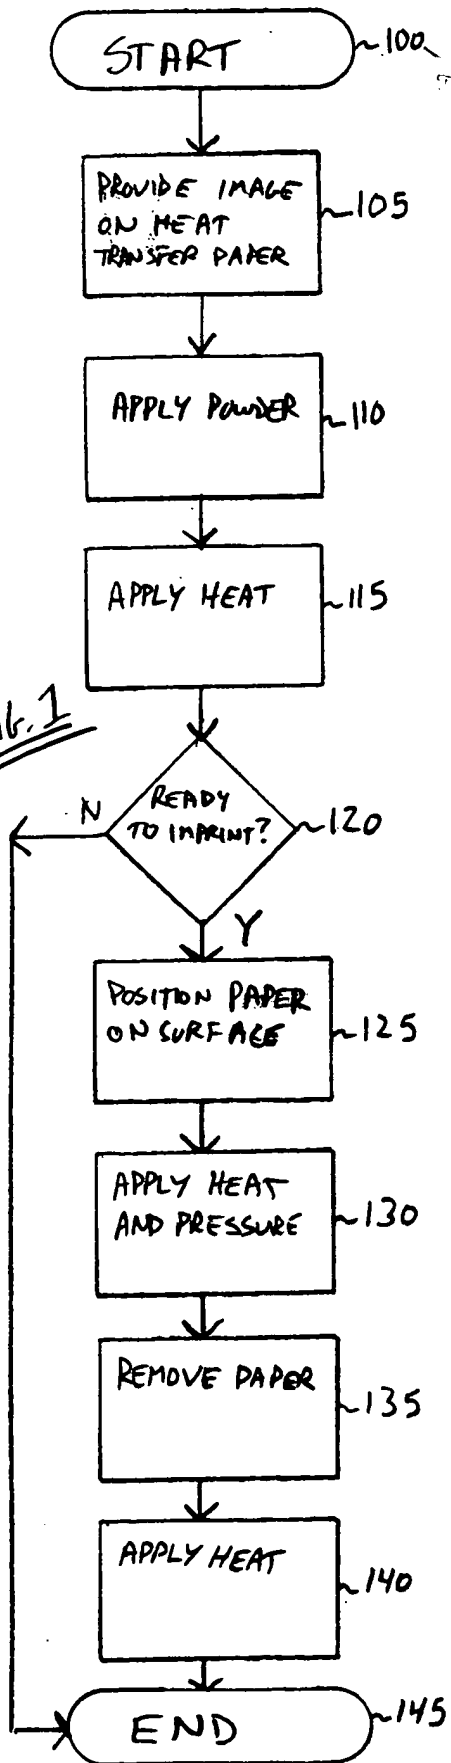 START
100
PROVIDE IMAGE
ON HEAT
TRANSFER PAPER
105
APPLY POWDER
110
APPLY HEAT
115
READY
TO IMPRINT?
120
N
Y
POSITION PAPER
ON SURFACE
125
APPLY HEAT
AND PRESSURE
130
REMOVE PAPER
135
APPLY HEAT
140
END
145